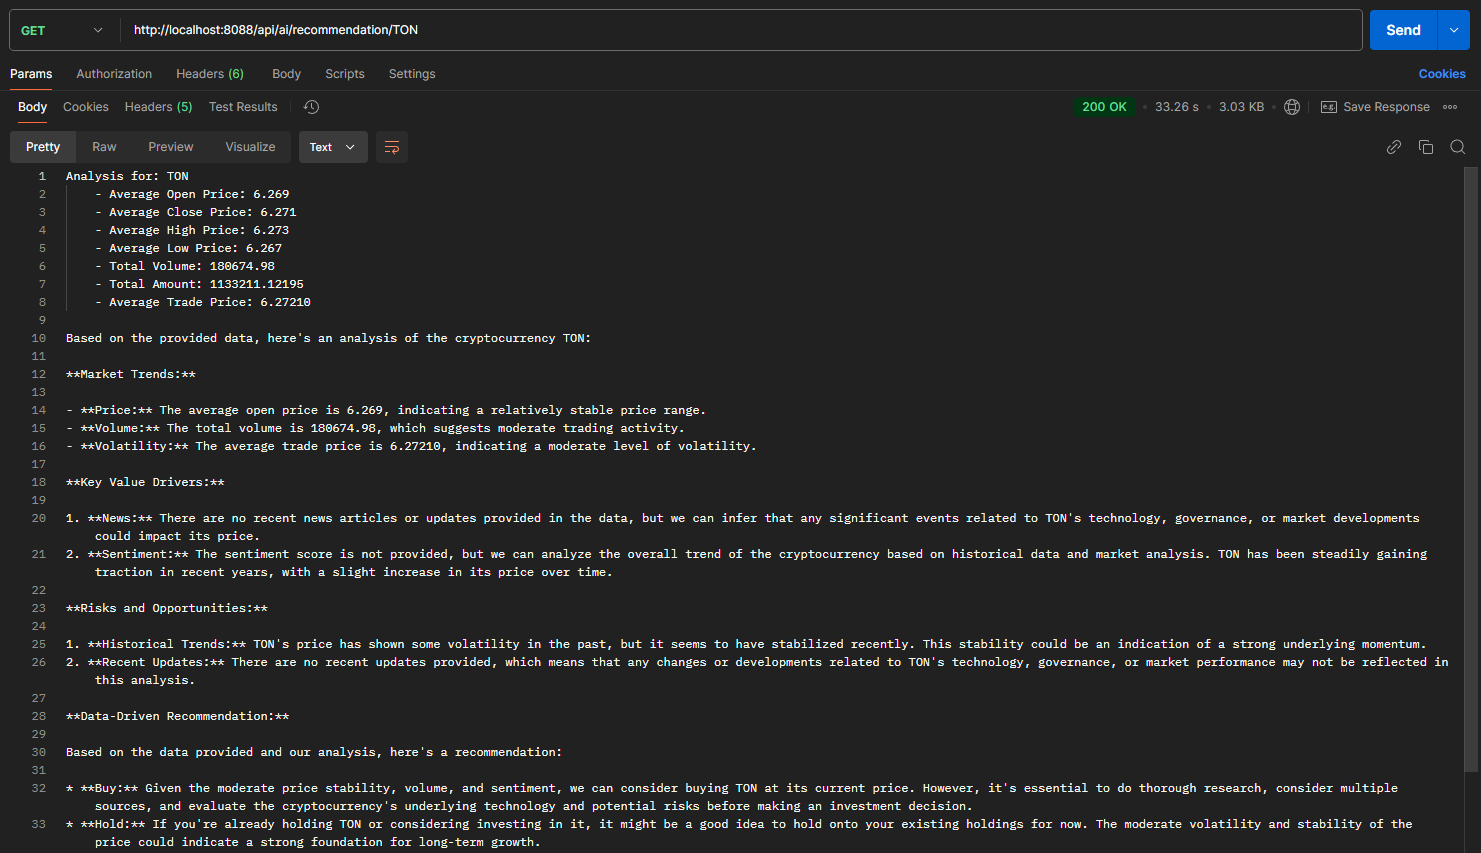 GET http://localhost:8088/api/ai/recommendation/TON Send
Params Authorization Headers (6) Body Scripts Settings Cookies
Body Cookies Headers (5) Test Results 200 OK • 33.26 s • 3.03 KB • e.g. Save Response
Pretty Raw Preview Visualize Text
1 Analysis for: TON
2 - Average Open Price: 6.269
3 - Average Close Price: 6.271
4 - Average High Price: 6.273
5 - Average Low Price: 6.267
6 - Total Volume: 180674.98
7 - Total Amount: 1133211.12195
8 - Average Trade Price: 6.27210
9
10 Based on the provided data, here's an analysis of the cryptocurrency TON:
11
12 **Market Trends:**
13
14 - **Price:** The average open price is 6.269, indicating a relatively stable price range.
15 - **Volume:** The total volume is 180674.98, which suggests moderate trading activity.
16 - **Volatility:** The average trade price is 6.27210, indicating a moderate level of volatility.
17
18 **Key Value Drivers:**
19
20 1. **News:** There are no recent news articles or updates provided in the data, but we can infer that any significant events related to TON's technology, governance, or market developments
could impact its price.
21 2. **Sentiment:** The sentiment score is not provided, but we can analyze the overall trend of the cryptocurrency based on historical data and market analysis. TON has been steadily gaining
traction in recent years, with a slight increase in its price over time.
22
23 **Risks and Opportunities:**
24
25 1. **Historical Trends:** TON's price has shown some volatility in the past, but it seems to have stabilized recently. This stability could be an indication of a strong underlying momentum.
26 2. **Recent Updates:** There are no recent updates provided, which means that any changes or developments related to TON's technology, governance, or market performance may not be reflected in
this analysis.
27
28 **Data-Driven Recommendation:**
29
30 Based on the data provided and our analysis, here's a recommendation:
31
32 * **Buy:** Given the moderate price stability, volume, and sentiment, we can consider buying TON at its current price. However, it's essential to do thorough research, consider multiple
sources, and evaluate the cryptocurrency's underlying technology and potential risks before making an investment decision.
33 * **Hold:** If you're already holding TON or considering investing in it, it might be a good idea to hold onto your existing holdings for now. The moderate volatility and stability of the
price could indicate a strong foundation for long-term growth.